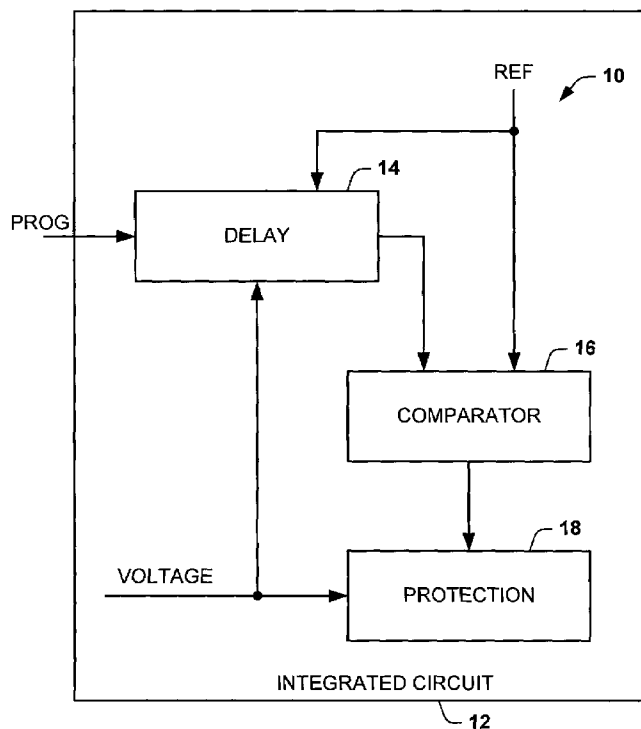 REF
10
14
PROG
DELAY
16
COMPARATOR
18
VOLTAGE
PROTECTION
INTEGRATED CIRCUIT
12